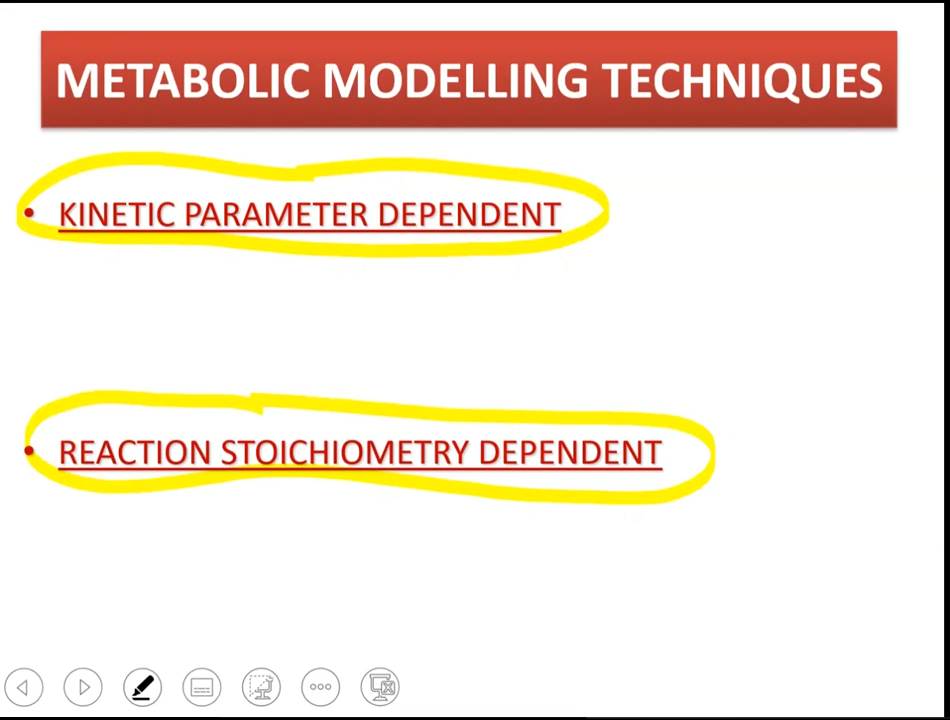 METABOLIC MODELLING TECHNIQUES
• KINETIC PARAMETER DEPENDENT
• REACTION STOICHIOMETRY DEPENDENT